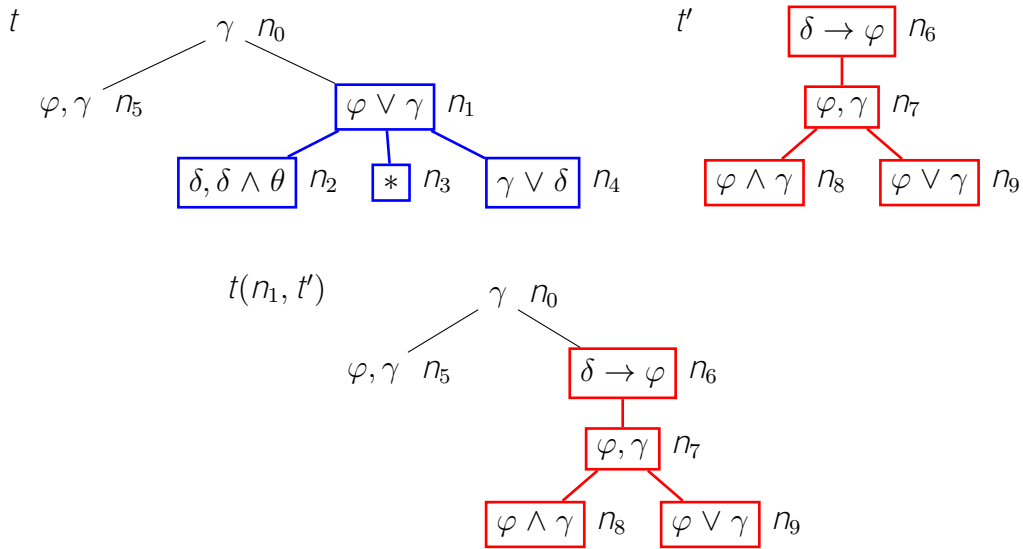 t γ n₀ t′ δ → φ n₆
φ, γ n₅ φ ∨ γ n₁ φ, γ n₇
δ, δ ∧ θ n₂ * n₃ γ ∨ δ n₄ φ ∧ γ n₈ φ ∨ γ n₉
t(n₁, t′) γ n₀
φ, γ n₅ δ → φ n₆
φ, γ n₇
φ ∧ γ n₈ φ ∨ γ n₉